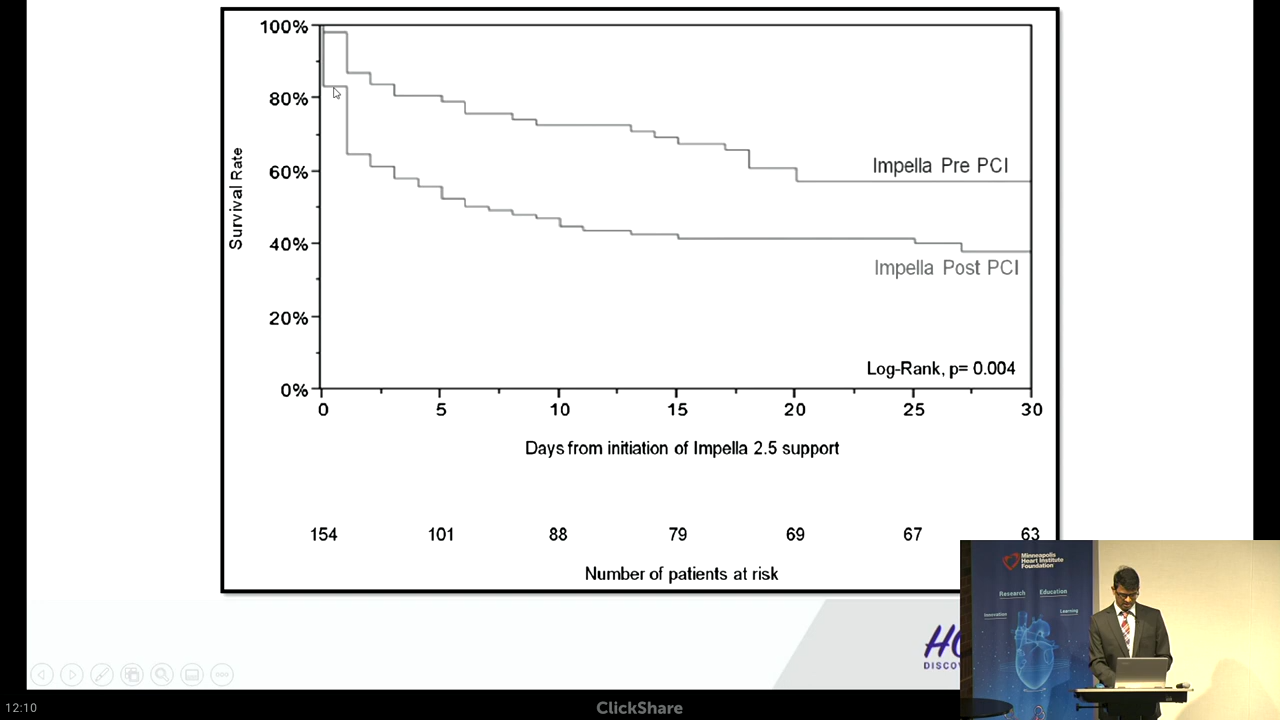 100%
80%
60%
40%
20%
0%
Survival Rate
Impella Pre PCI
Impella Post PCI
Log-Rank, p= 0.004
0 5 10 15 20 25 30
Days from initiation of Impella 2.5 support
154 101 88 79 69 67 63
Number of patients at risk
Minneapolis
Heart Institute
Foundation
Research Education
Innovation Learning
DISCOV
12:10
ClickShare